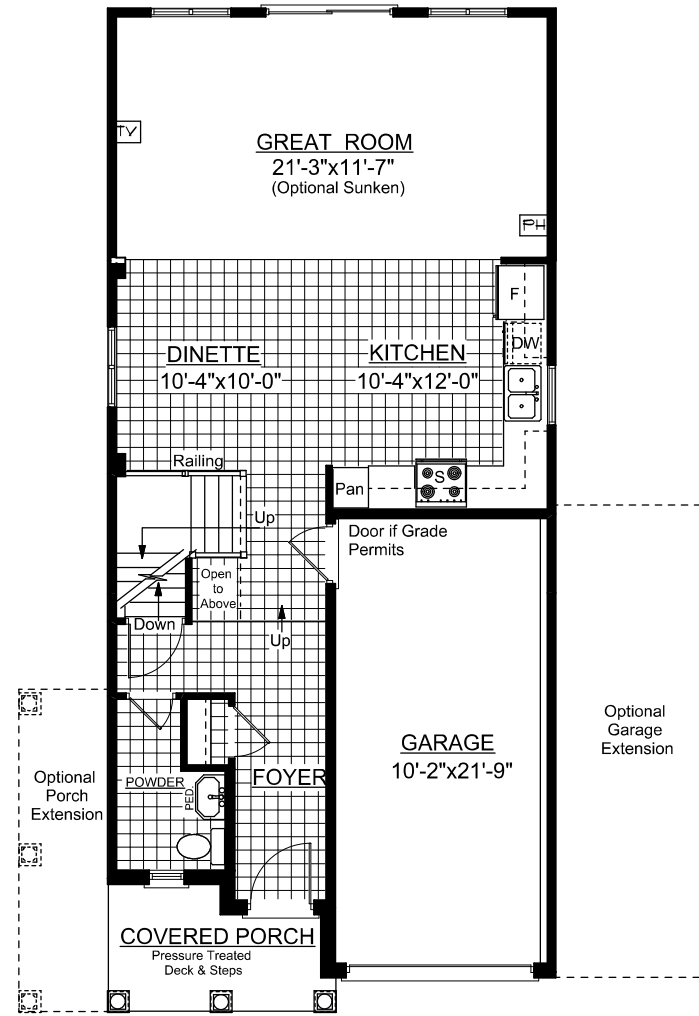 TV
GREAT ROOM
21'-3"x11'-7"
(Optional Sunken)
PH
F
DW
DINETTE
10'-4"x10'-0"
KITCHEN
10'-4"x12'-0"
Railing
S
Pan
Up
Door if Grade
Permits
Open
to
Above
Down
Up
Optional
Garage
Extension
GARAGE
10'-2"x21'-9"
Optional
Porch
Extension
POWDER
PED.
FOYER
COVERED PORCH
Pressure Treated
Deck & Steps